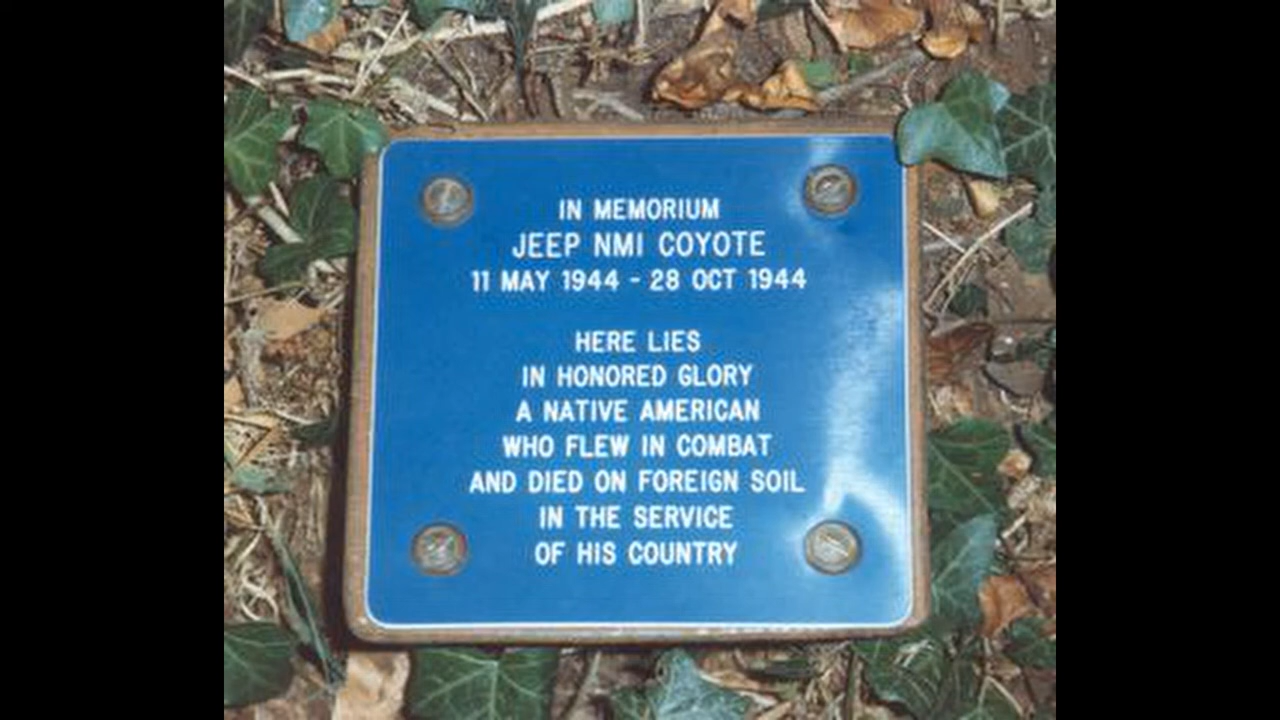 IN MEMORIUM
JEEP NMI COYOTE
11 MAY 1944 - 28 OCT 1944
HERE LIES
IN HONORED GLORY
A NATIVE AMERICAN
WHO FLEW IN COMBAT
AND DIED ON FOREIGN SOIL
IN THE SERVICE
OF HIS COUNTRY